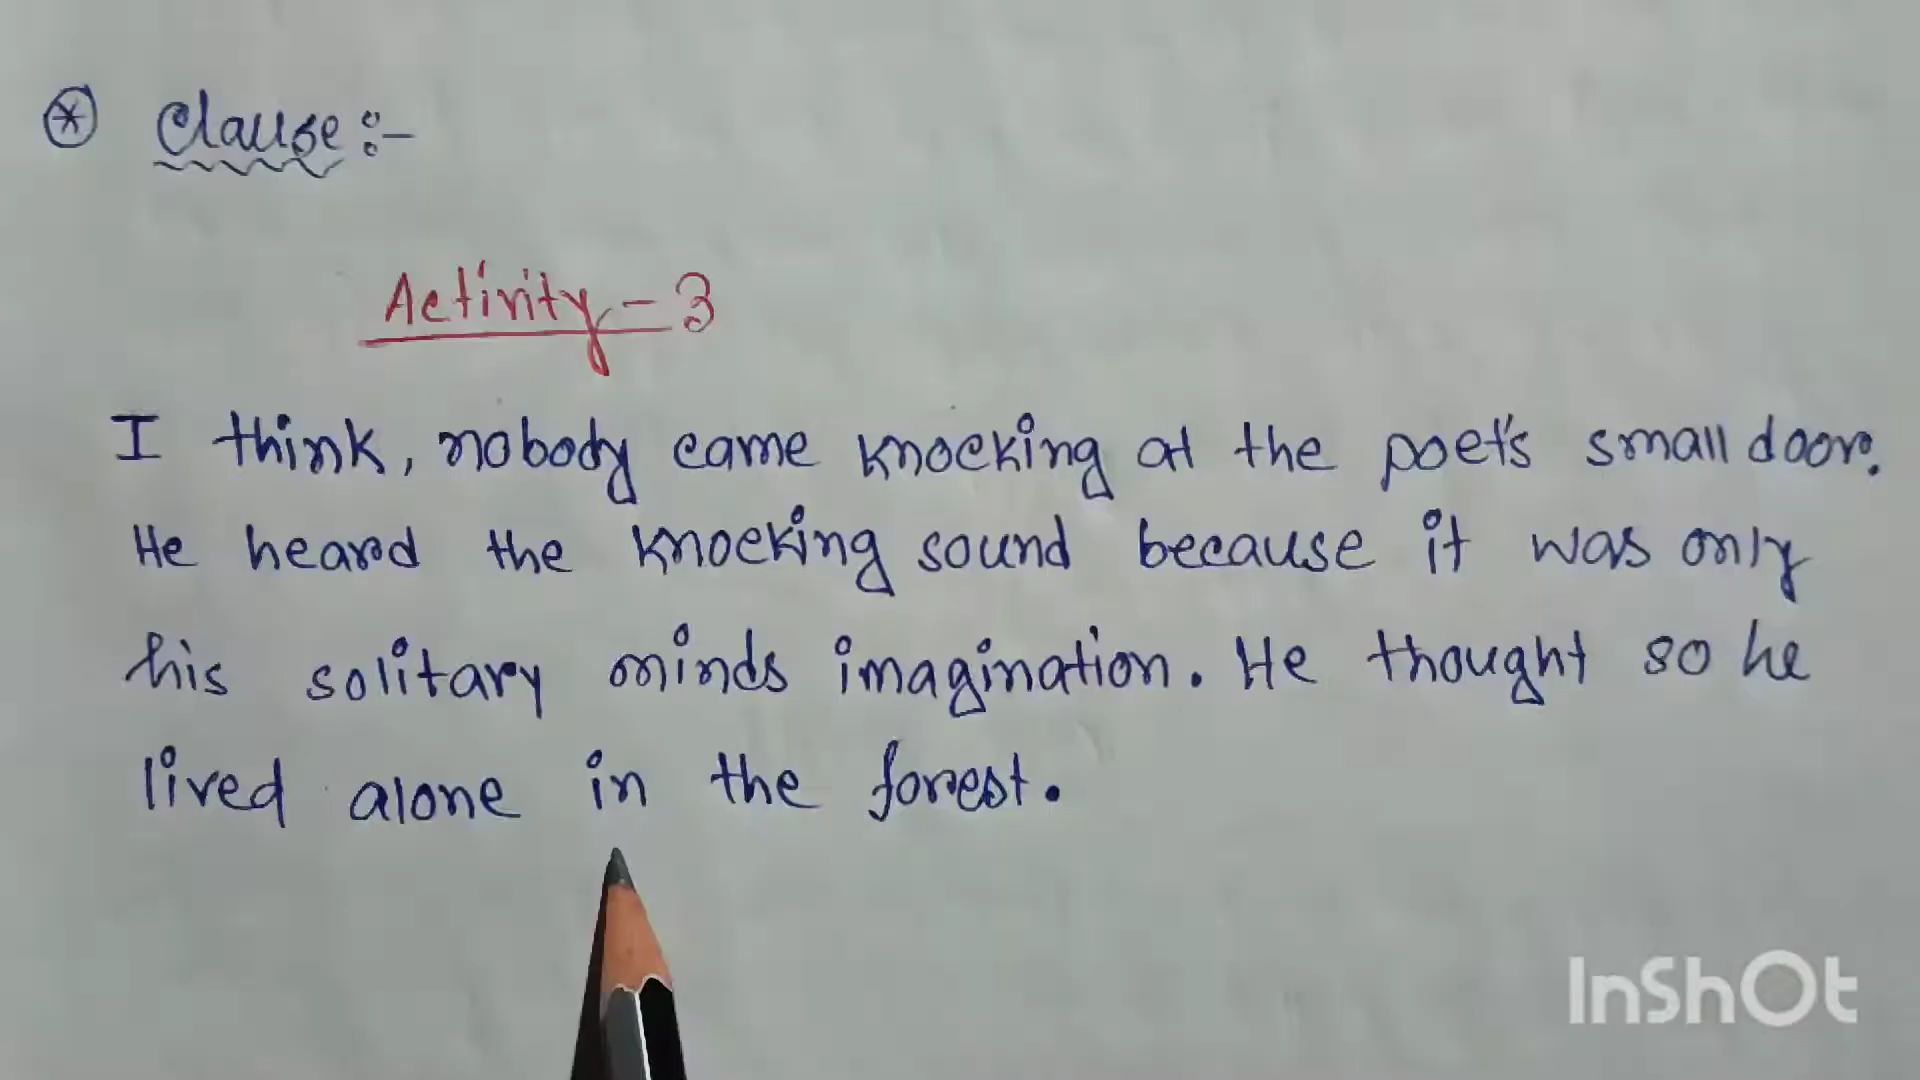 * Clause :-
Activity - 3
I think, nobody came knocking at the poet's small door.
He heard the knocking sound because it was only
his solitary minds imagination. He thought so he
lived alone in the forest.
InShOt